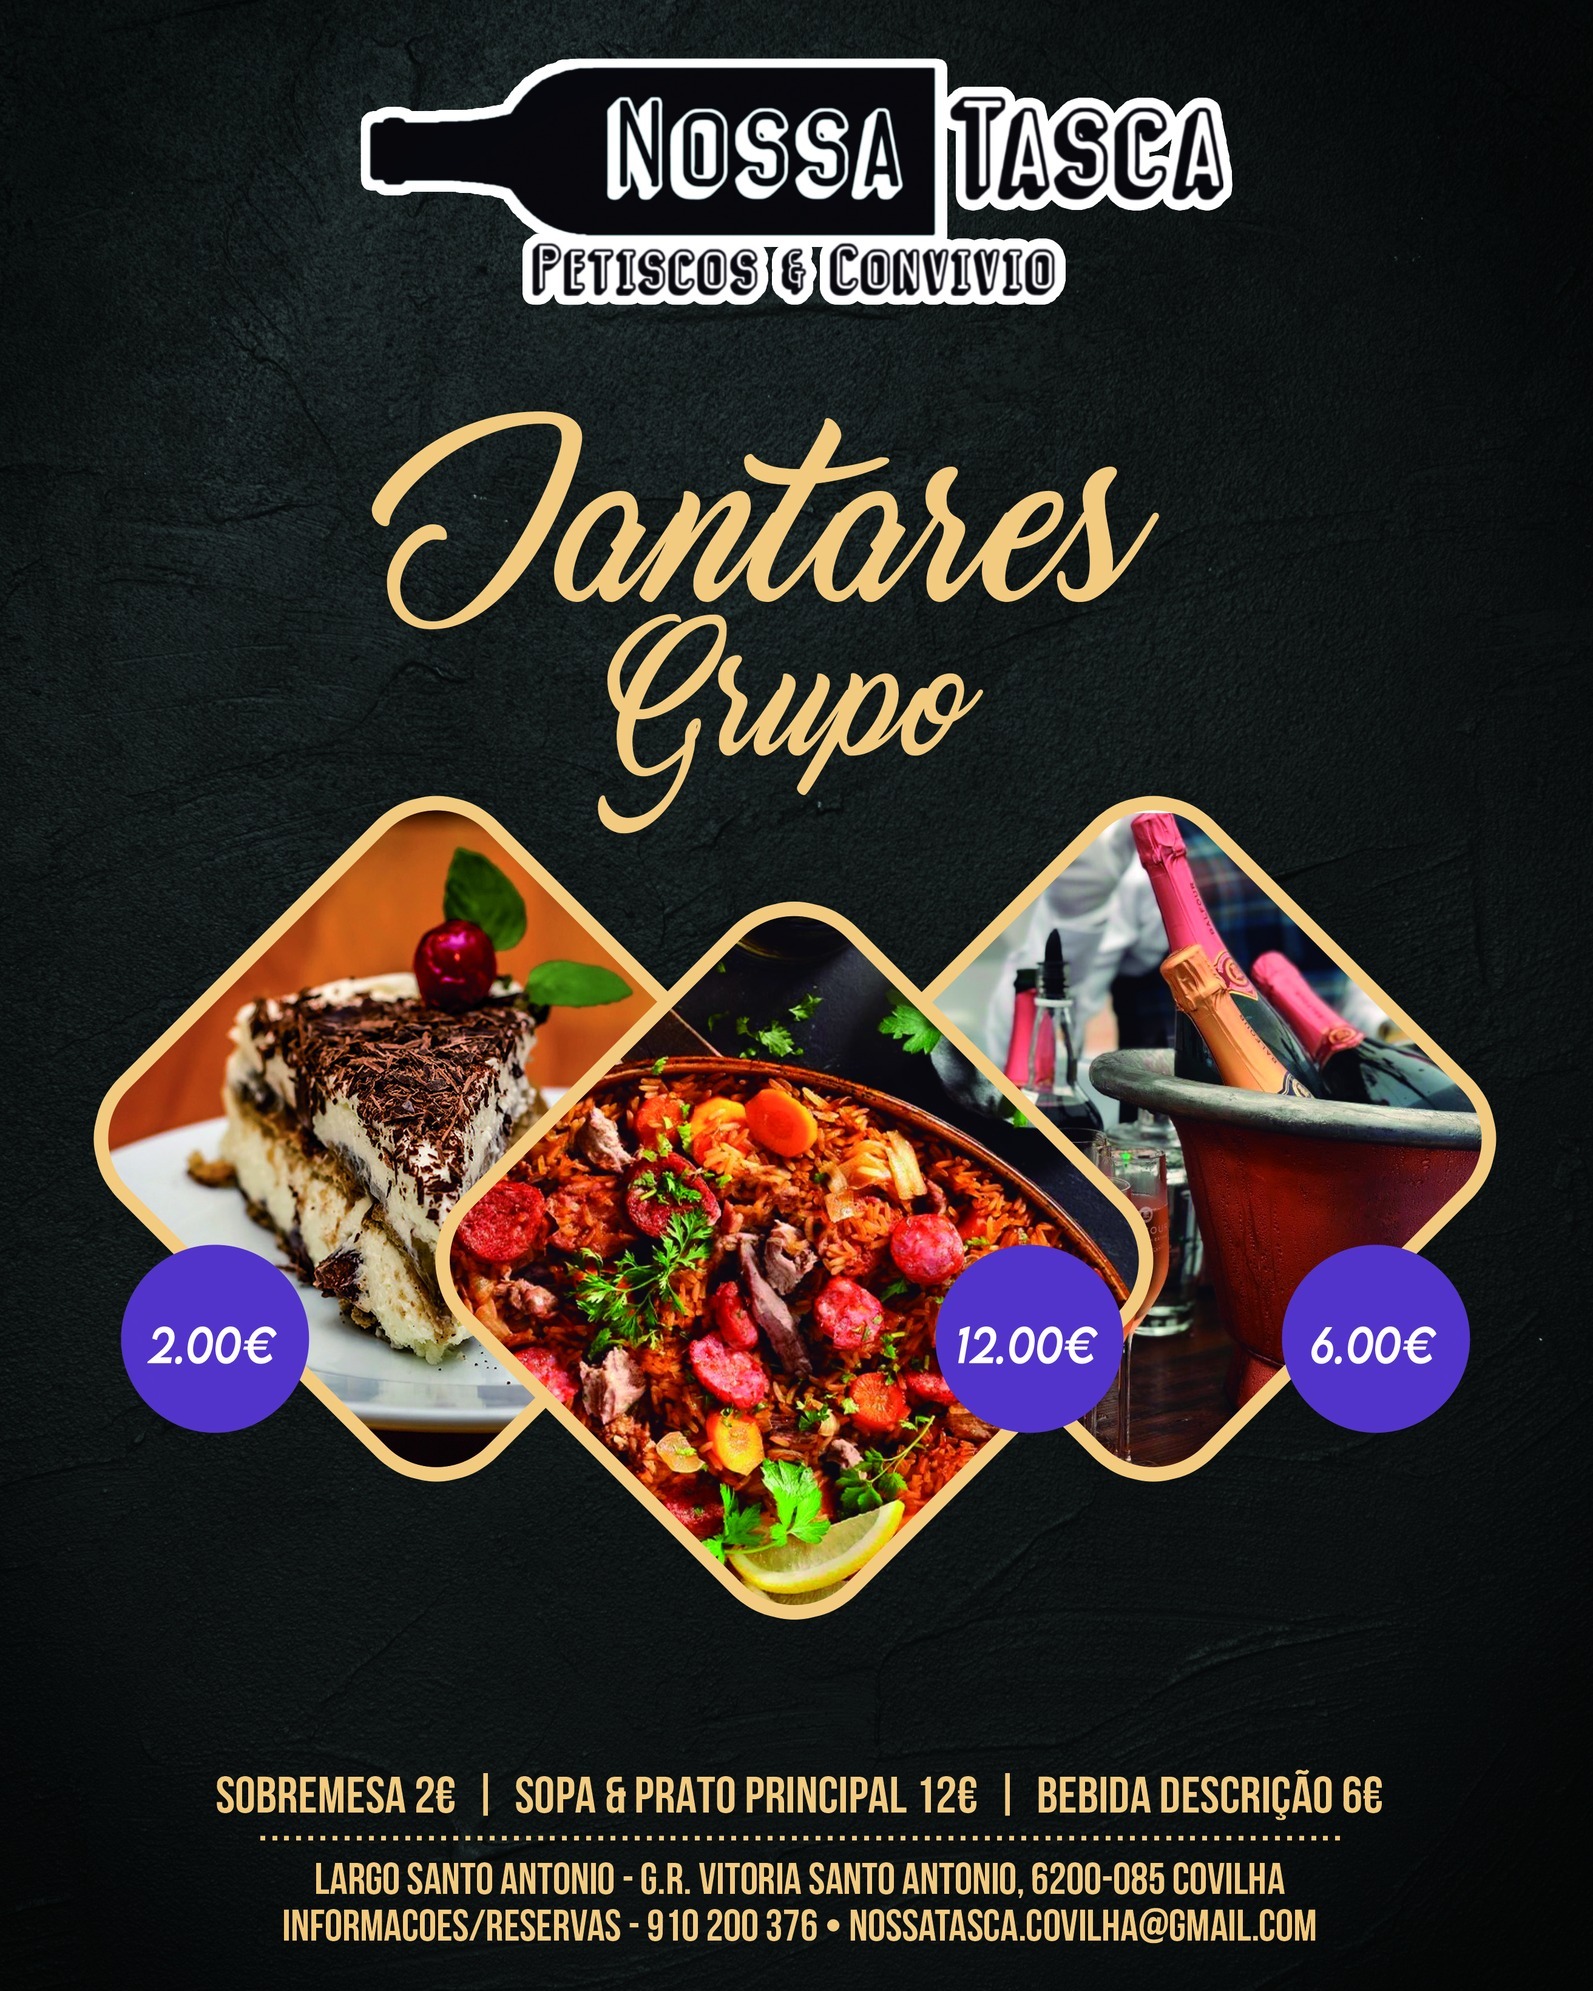 NOSSA TASCA
PETISCOS & CONVIVIO
Jantares
Grupo
2.00€
12.00€
6.00€
SOBREMESA 2€ | SOPA & PRATO PRINCIPAL 12€ | BEBIDA DESCRIÇÃO 6€
LARGO SANTO ANTONIO - G.R. VITORIA SANTO ANTONIO, 6200-085 COVILHA
INFORMACOES/RESERVAS - 910 200 376 • NOSSATASCA.COVILHA@GMAIL.COM